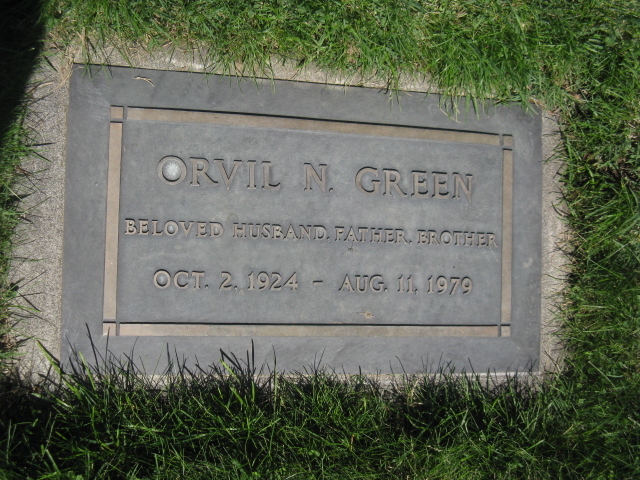 ORVIL N. GREEN
BELOVED HUSBAND, FATHER, BROTHER
OCT. 2, 1924 – AUG. 11, 1979